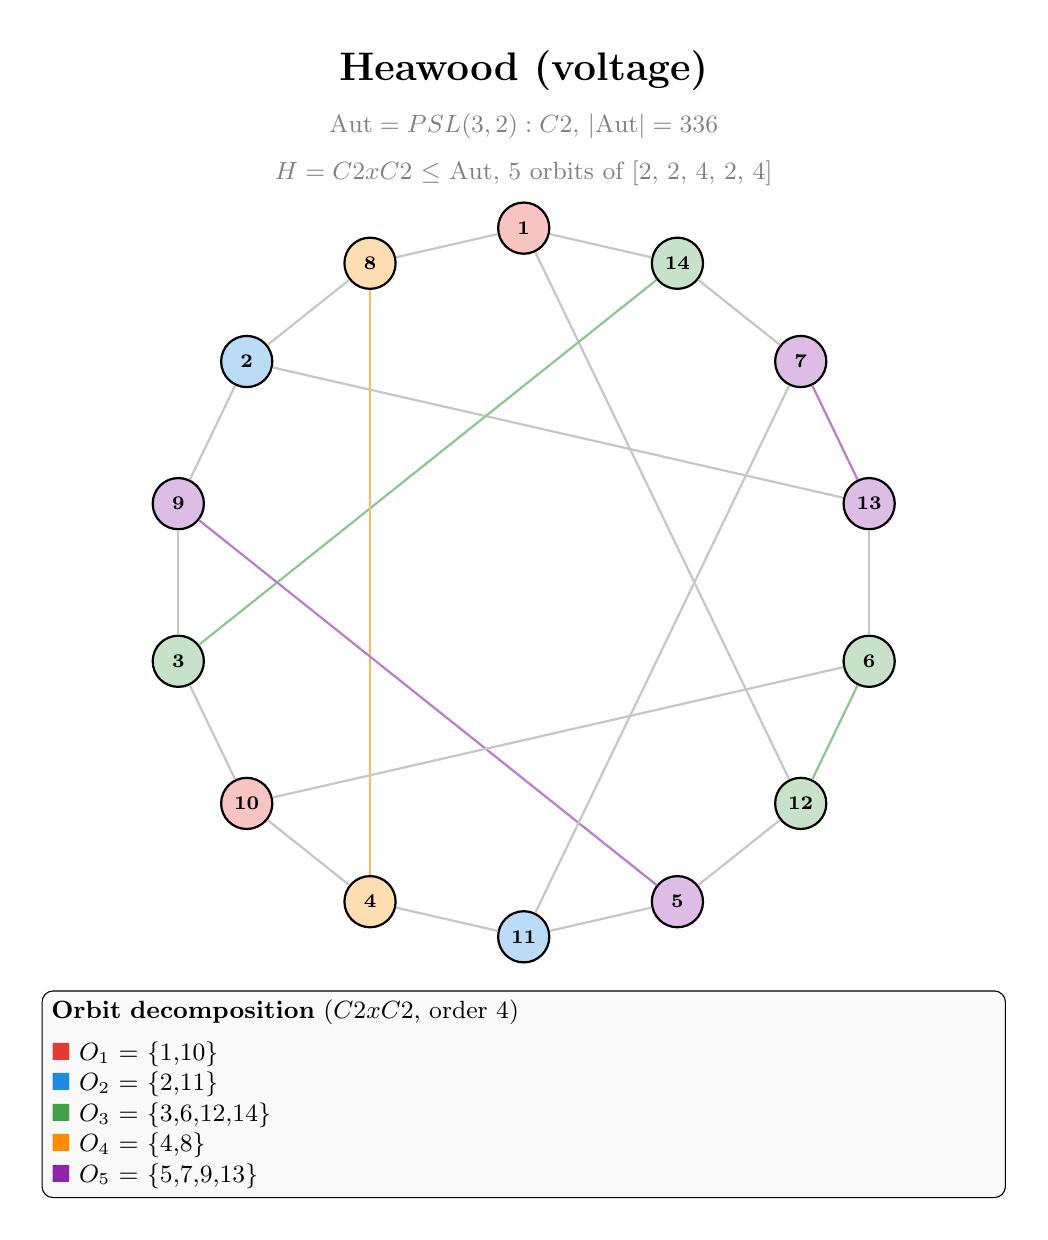 Heawood (voltage)
Aut = PSL(3, 2) : C2, |Aut| = 336
H = C2xC2 ≤ Aut, 5 orbits of [2, 2, 4, 2, 4]
1
8
14
2
7
9
13
3
6
10
12
4
5
11
Orbit decomposition (C2xC2, order 4)
O₁ = {1,10}
O₂ = {2,11}
O₃ = {3,6,12,14}
O₄ = {4,8}
O₅ = {5,7,9,13}